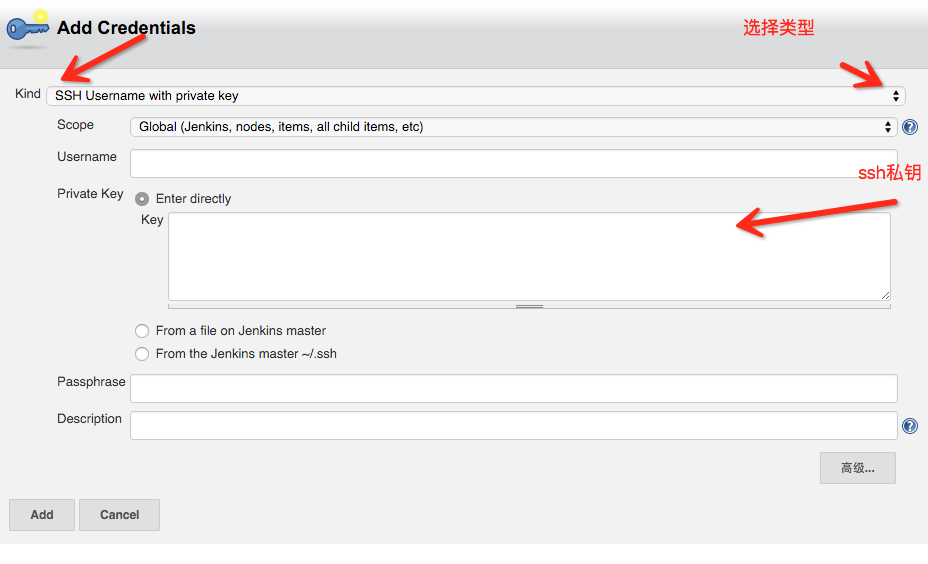 Add Credentials
选择类型
Kind
SSH Username with private key
Scope
Global (Jenkins, nodes, items, all child items, etc)
Username
ssh私钥
Private Key
Enter directly
Key
From a file on Jenkins master
From the Jenkins master ~/.ssh
Passphrase
Description
高级...
Add
Cancel